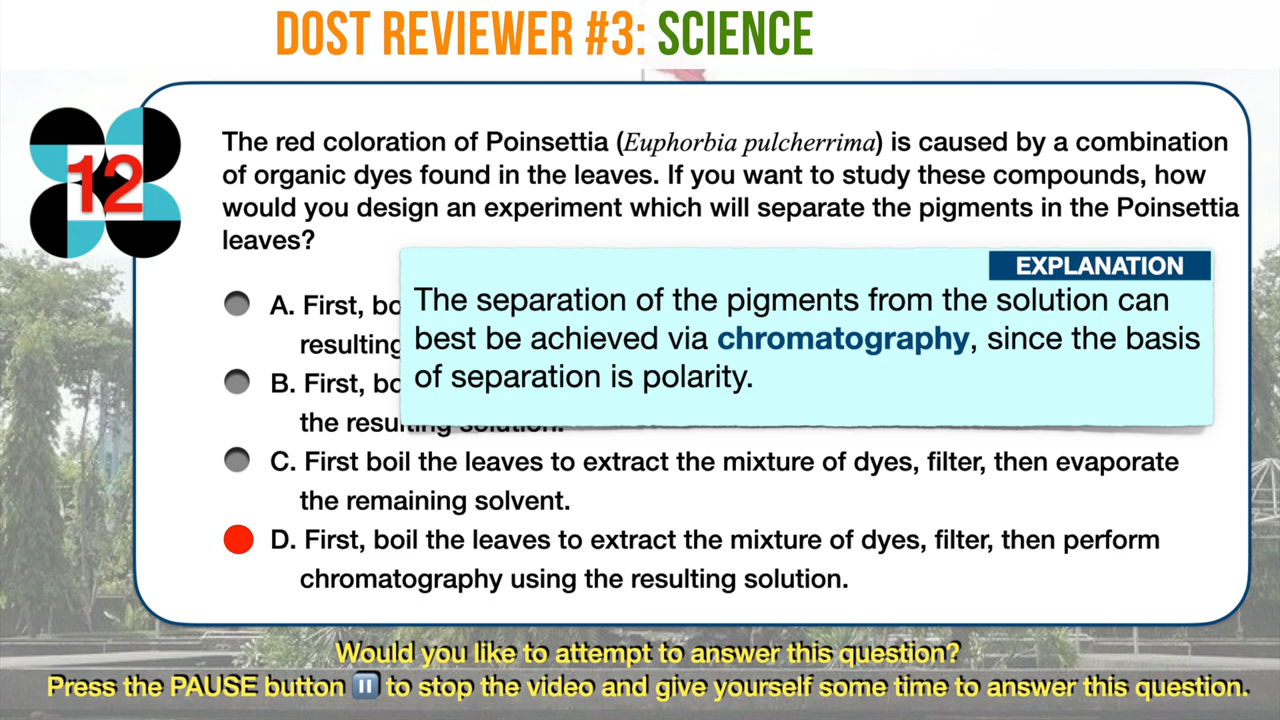 DOST REVIEWER #3: SCIENCE
12
The red coloration of Poinsettia (Euphorbia pulcherrima) is caused by a combination
of organic dyes found in the leaves. If you want to study these compounds, how
would you design an experiment which will separate the pigments in the Poinsettia
leaves?
EXPLANATION
The separation of the pigments from the solution can
best be achieved via chromatography, since the basis
of separation is polarity.
A. First,
resulting
B. First,
the resulting solution.
C. First boil the leaves to extract the mixture of dyes, filter, then evaporate
the remaining solvent.
D. First, boil the leaves to extract the mixture of dyes, filter, then perform
chromatography using the resulting solution.
Would you like to attempt to answer this question?
Press the PAUSE button ⏸ to stop the video and give yourself some time to answer this question.